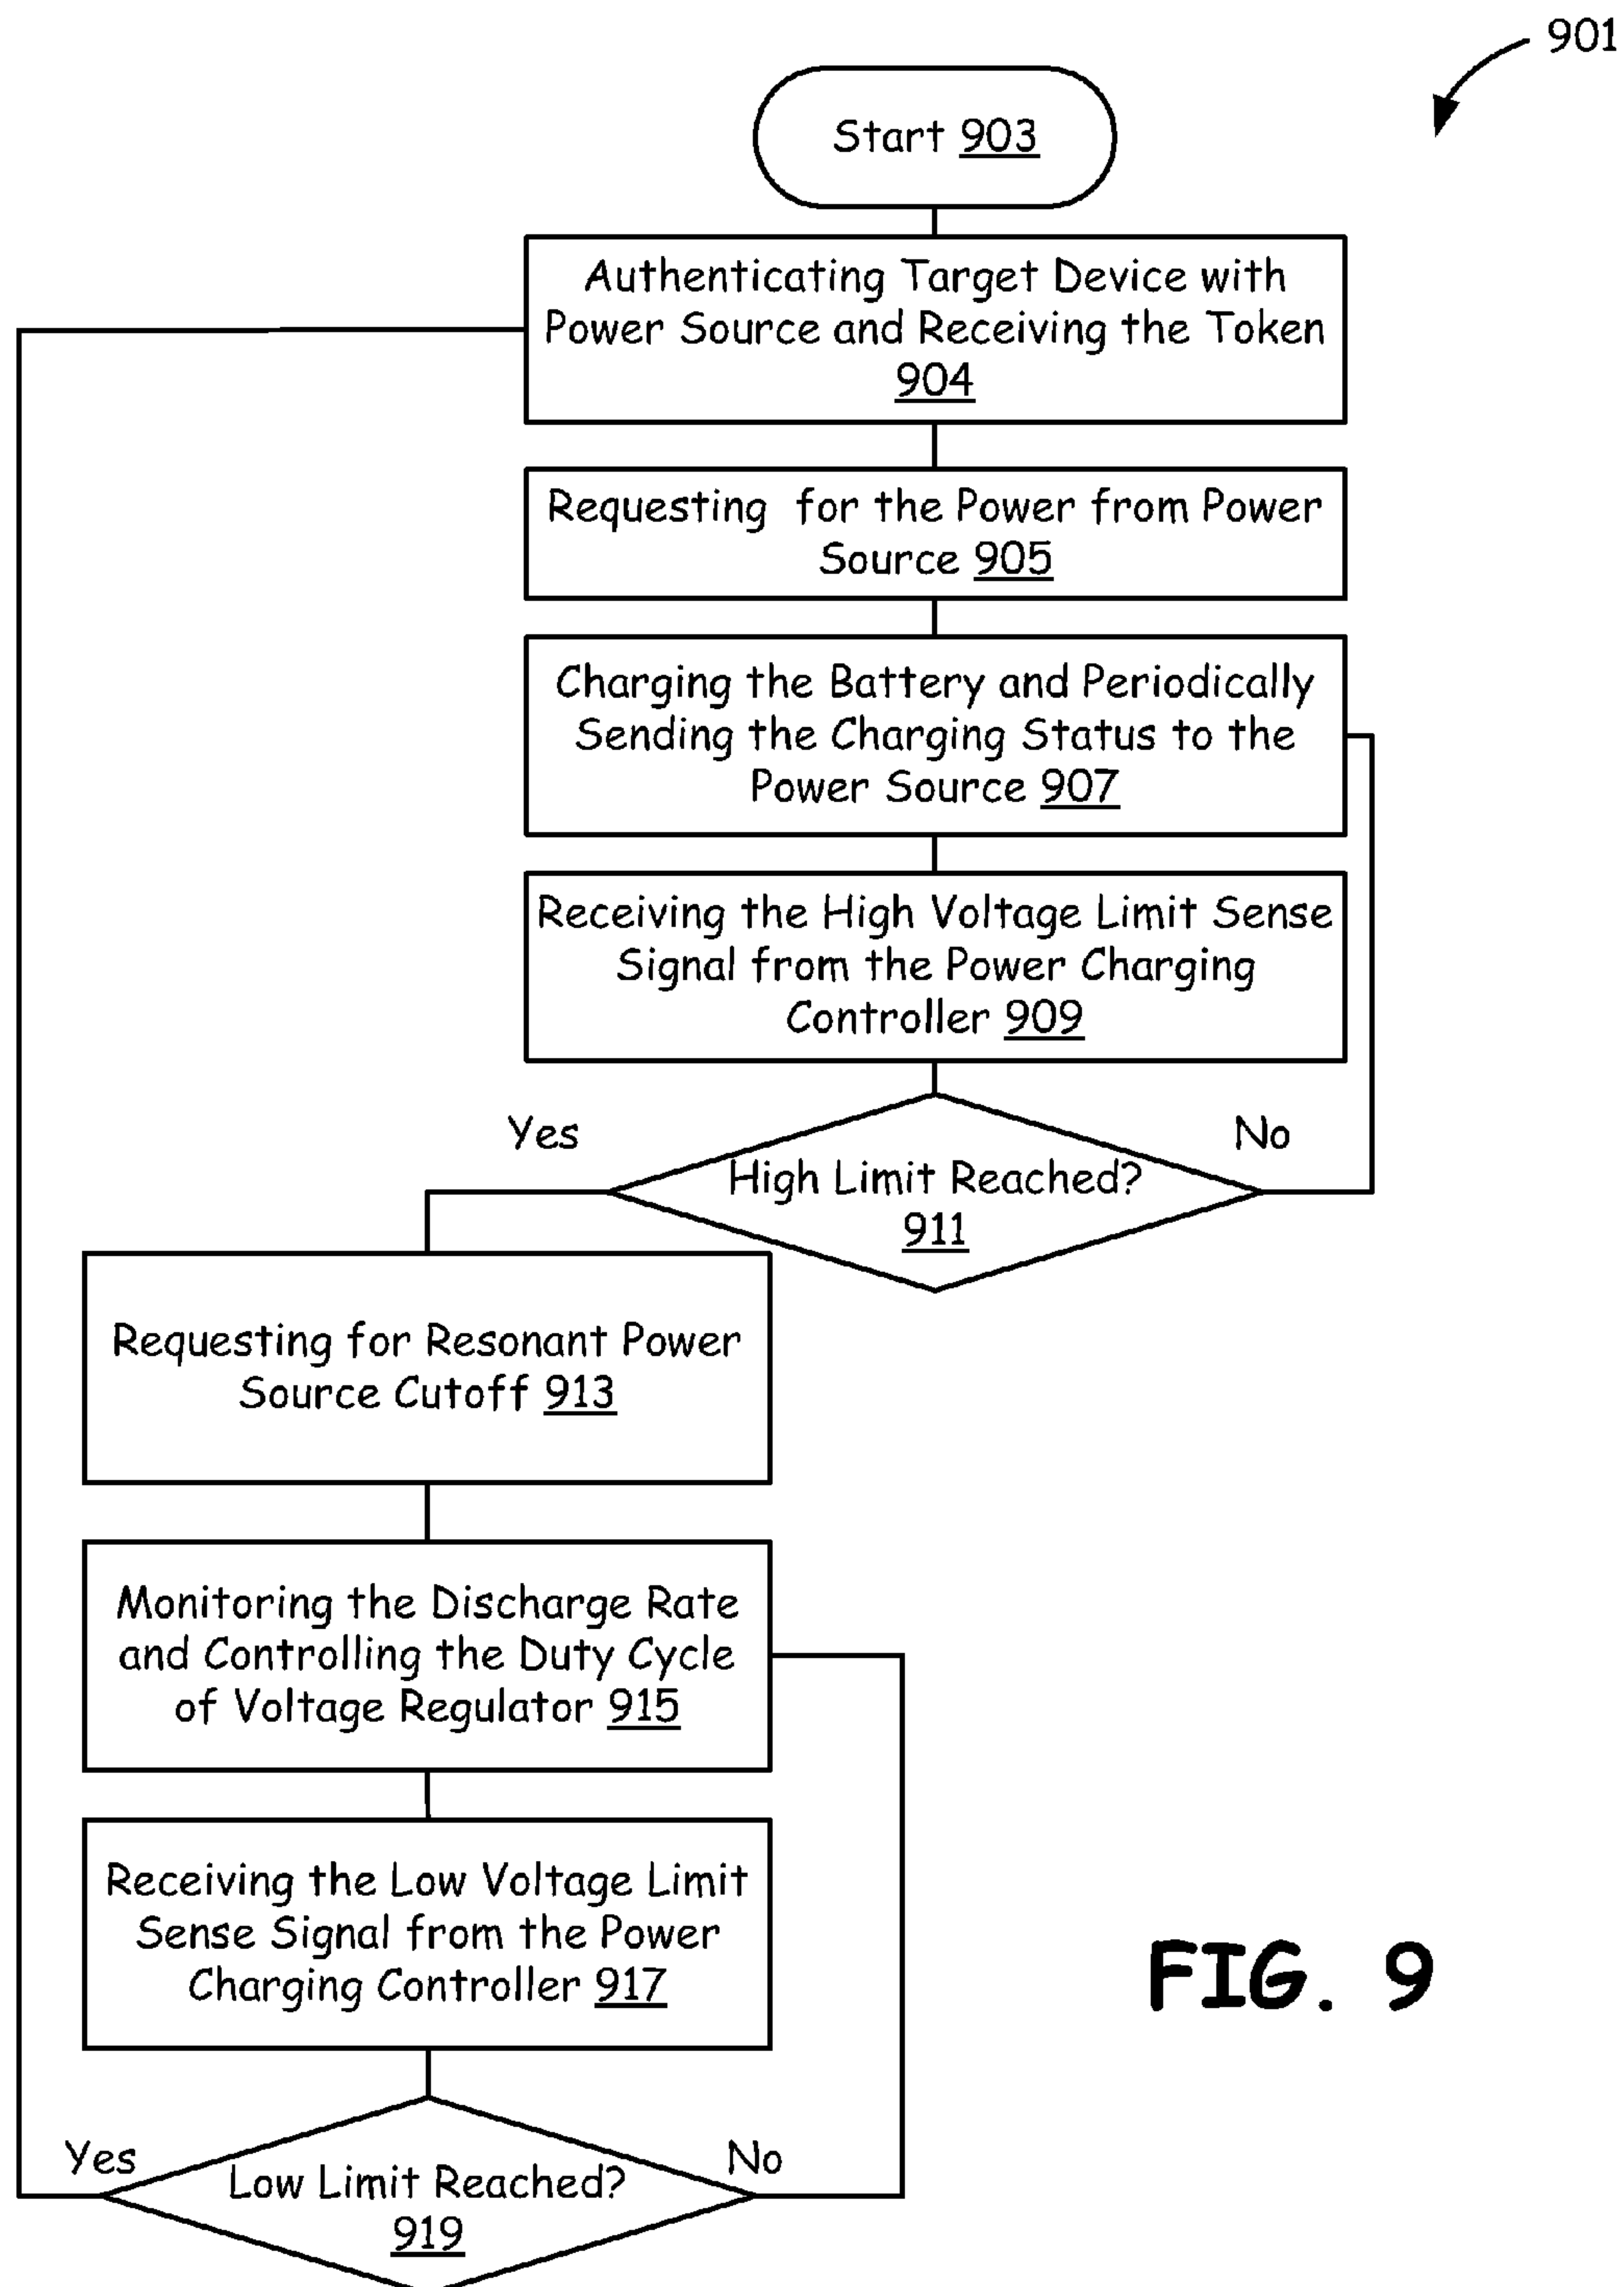 901
Start 903
Authenticating Target Device with
Power Source and Receiving the Token
904
Requesting for the Power from Power
Source 905
Charging the Battery and Periodically
Sending the Charging Status to the
Power Source 907
Receiving the High Voltage Limit Sense
Signal from the Power Charging
Controller 909
Yes
No
High Limit Reached?
911
Requesting for Resonant Power
Source Cutoff 913
Monitoring the Discharge Rate
and Controlling the Duty Cycle
of Voltage Regulator 915
Receiving the Low Voltage Limit
Sense Signal from the Power
Charging Controller 917
Yes
No
Low Limit Reached?
919
FIG. 9